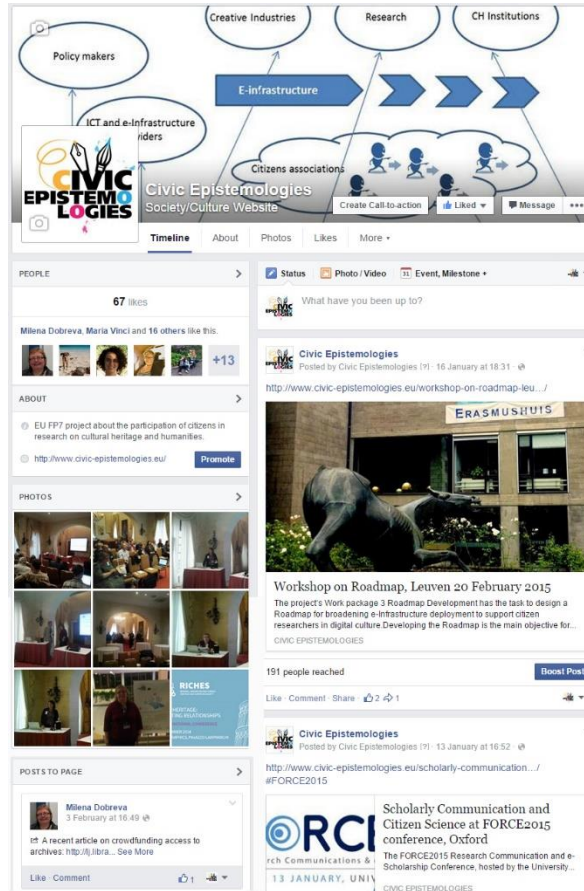 Creative Industries
Research
CH Institutions
Policy makers
E-infrastructure
ICT and e-Infrastructure
Citizens associations
CIVIC
EPISTEMO
LOGIES
Civic Epistemologies
Society/Culture Website
Create Call-to-action
Liked
Message
Timeline
About
Photos
Likes
More
PEOPLE
67 likes
Milena Dobreva, Maria Vinci and 16 others like this.
+13
ABOUT
EU FP7 project about the participation of citizens in
research on cultural heritage and humanities.
http://www.civic-epistemologies.eu/
Promote
PHOTOS
RICHES
POSTS TO PAGE
Milena Dobreva
3 February at 16:49
A recent article on crowdfunding access to
archives: http://lj.libra... See More
Like · Comment
1
Status
Photo / Video
31 Event, Milestone +
What have you been up to?
Civic Epistemologies
Posted by Civic Epistemologies [?] · 16 January at 18:31 ·
http://www.civic-epistemologies.eu/workshop-on-roadmap-leu…/
ERASMUSHUIS
Workshop on Roadmap, Leuven 20 February 2015
The project's Work package 3 Roadmap Development has the task to design a
Roadmap for broadening e-Infrastructure deployment to support citizen
researchers in digital culture.Developing the Roadmap is the main objective for...
CIVIC EPISTEMOLOGIES
191 people reached
Boost Post
Like · Comment · Share · 2 1
Civic Epistemologies
Posted by Civic Epistemologies [?] · 13 January at 16:52 ·
http://www.civic-epistemologies.eu/scholarly-communication…/
#FORCE2015
ORC
rch Communications &
13 JANUARY, UNIV
Scholarly Communication and
Citizen Science at FORCE2015
conference, Oxford
The FORCE2015 Research Communication and e-
Scholarship Conference, hosted by the University...
CIVIC EPISTEMOLOGIES